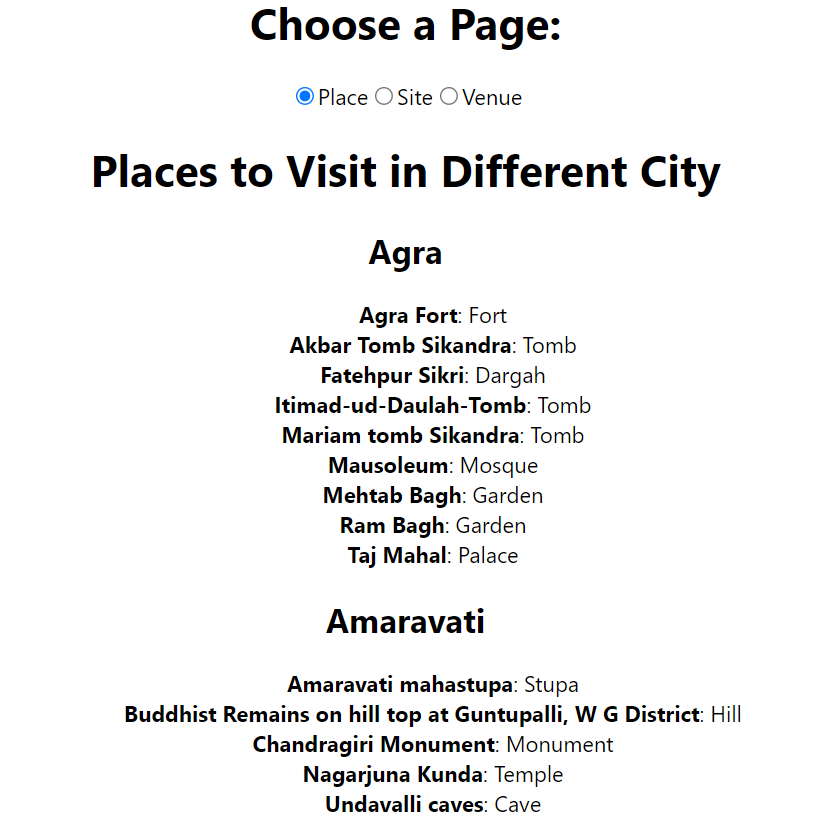 Choose a Page:
Place Site Venue
Places to Visit in Different City
Agra
Agra Fort: Fort
Akbar Tomb Sikandra: Tomb
Fatehpur Sikri: Dargah
Itimad-ud-Daulah-Tomb: Tomb
Mariam tomb Sikandra: Tomb
Mausoleum: Mosque
Mehtab Bagh: Garden
Ram Bagh: Garden
Taj Mahal: Palace
Amaravati
Amaravati mahastupa: Stupa
Buddhist Remains on hill top at Guntupalli, W G District: Hill
Chandragiri Monument: Monument
Nagarjuna Kunda: Temple
Undavalli caves: Cave